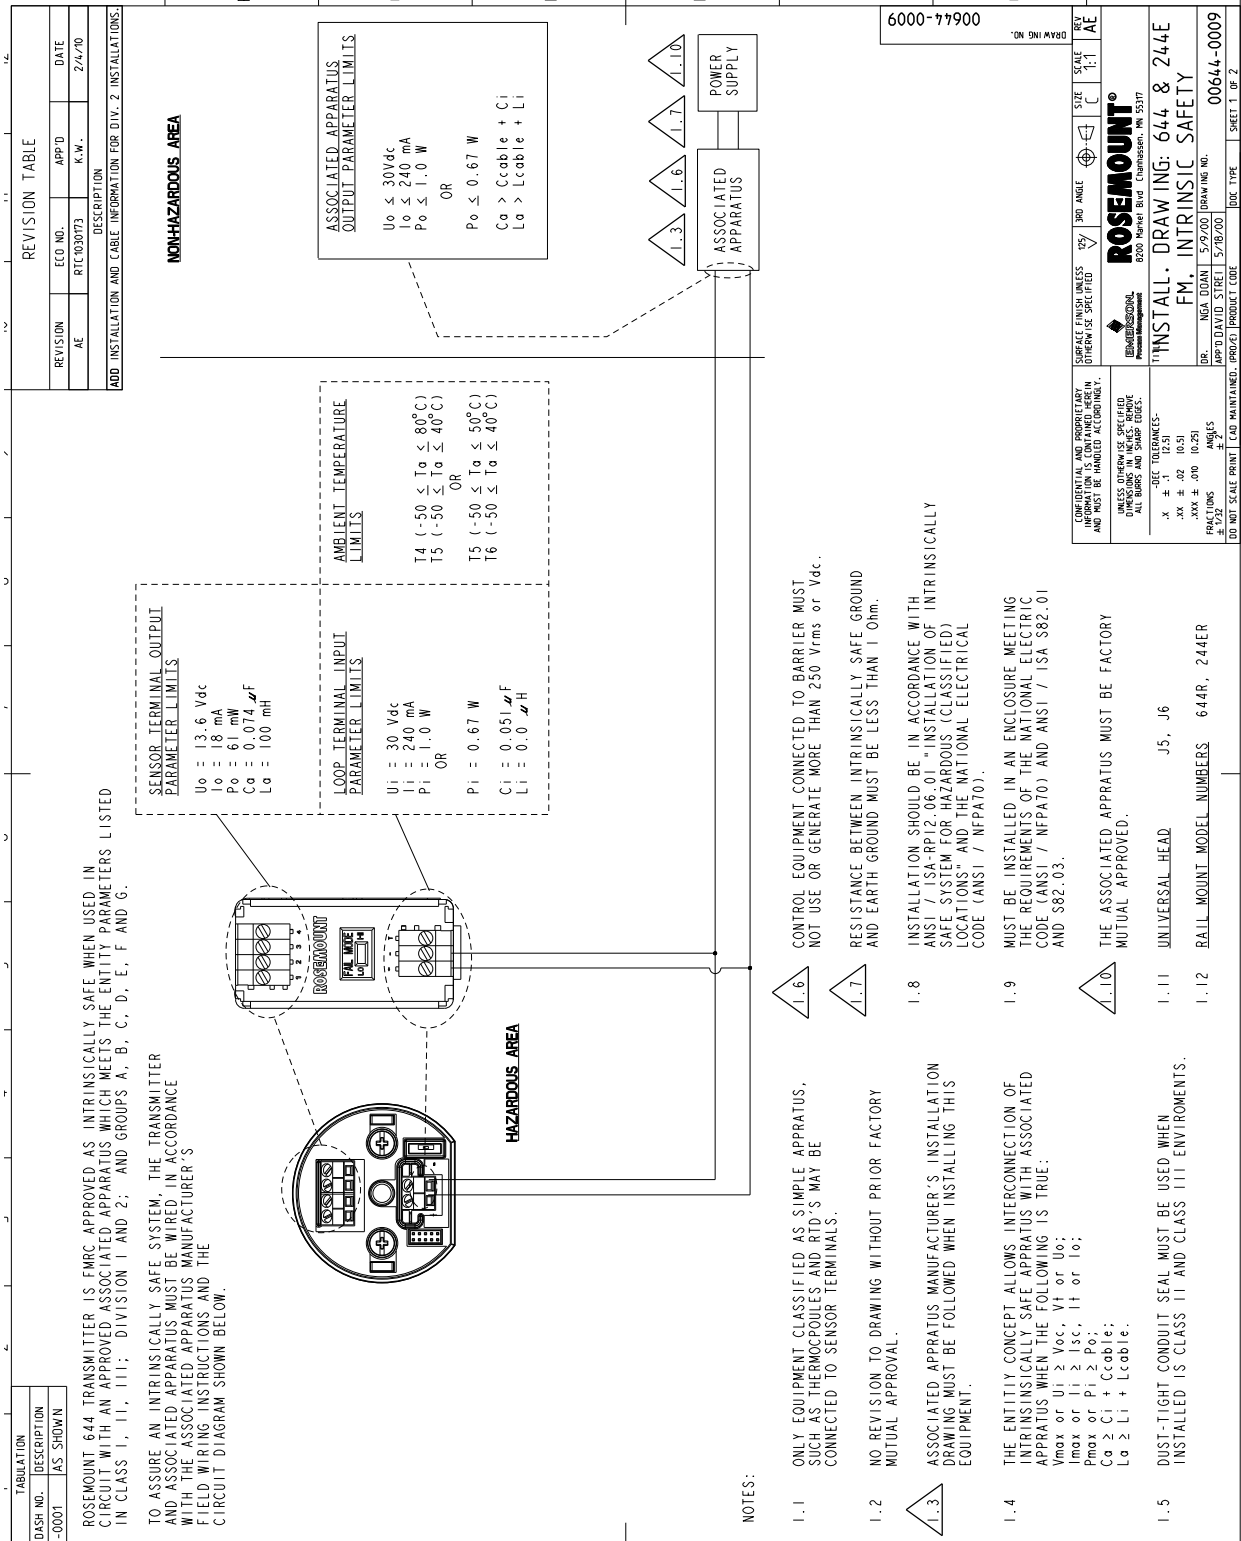 TABULATION
DASH NO. DESCRIPTION
-0001 AS SHOWN
REVISION TABLE
REVISION ECO NO. APP'D DATE
AE RTC1030173 K.W. 2/4/10
DESCRIPTION
ADD INSTALLATION AND CABLE INFORMATION FOR DIV. 2 INSTALLATIONS.
ROSEMOUNT 644 TRANSMITTER IS FMRC APPROVED AS INTRINSICALLY SAFE WHEN USED IN
CIRCUIT WITH AN APPROVED ASSOCIATED APPARATUS WHICH MEETS THE ENTITY PARAMETERS LISTED
IN CLASS I, II, III; DIVISION I AND 2; AND GROUPS A, B, C, D, E, F AND G.
TO ASSURE AN INTRINSICALLY SAFE SYSTEM, THE TRANSMITTER
AND ASSOCIATED APPARATUS MUST BE WIRED IN ACCORDANCE
WITH THE ASSOCIATED APPARATUS MANUFACTURER'S
FIELD WIRING INSTRUCTIONS AND THE
CIRCUIT DIAGRAM SHOWN BELOW.
SENSOR TERMINAL OUTPUT
PARAMETER LIMITS
Uo = 13.6 Vdc
Io = 18 mA
Po = 61 mW
Ca = 0.074 µF
La = 100 mH
LOOP TERMINAL INPUT
PARAMETER LIMITS
Ui = 30 Vdc
Ii = 240 mA
Pi = 1.0 W
OR
Pi = 0.67 W
Ci = 0.051 µF
Li = 0.0 µH
AMBIENT TEMPERATURE
LIMITS
T4 (-50 ≤ Ta ≤ 80°C)
T5 (-50 ≤ Ta ≤ 40°C)
OR
T5 (-50 ≤ Ta ≤ 50°C)
T6 (-50 ≤ Ta ≤ 40°C)
NON-HAZARDOUS AREA
ASSOCIATED APPARATUS
OUTPUT PARAMETER LIMITS
Uo ≤ 30Vdc
Io ≤ 240 mA
Po ≤ 1.0 W
OR
Po ≤ 0.67 W
Ca > Ccable + Ci
La > Lcable + Li
1 2 3 4
ROSEMOUNT
FAIL MODE
LO HI
- + T
HAZARDOUS AREA
1.3
1.6
1.7
1.10
ASSOCIATED
APPARATUS
POWER
SUPPLY
NOTES:
1.1 ONLY EQUIPMENT CLASSIFIED AS SIMPLE APPRATUS,
SUCH AS THERMOCPOULES AND RTD'S MAY BE
CONNECTED TO SENSOR TERMINALS.
1.2 NO REVISION TO DRAWING WITHOUT PRIOR FACTORY
MUTUAL APPROVAL.
1.3 ASSOCIATED APPRATUS MANUFACTURER'S INSTALLATION
DRAWING MUST BE FOLLOWED WHEN INSTALLING THIS
EQUIPMENT.
1.4 THE ENTITIY CONCEPT ALLOWS INTERCONNECTION OF
INTRINSINSICALLY SAFE APPRATUS WITH ASSOCIATED
APPRATUS WHEN THE FOLLOWING IS TRUE:
Vmax or Ui ≥ Voc, Vt or Uo;
Imax or Ii ≥ Isc, It or Io;
Pmax or Pi ≥ Po;
Ca ≥ Ci + Ccable;
La ≥ Li + Lcable.
1.5 DUST-TIGHT CONDUIT SEAL MUST BE USED WHEN
INSTALLED IS CLASS II AND CLASS III ENVIROMENTS.
1.6 CONTROL EQUIPMENT CONNECTED TO BARRIER MUST
NOT USE OR GENERATE MORE THAN 250 Vrms or Vdc.
1.7 RESISTANCE BETWEEN INTRINSICALLY SAFE GROUND
AND EARTH GROUND MUST BE LESS THAN 1 Ohm.
1.8 INSTALLATION SHOULD BE IN ACCORDANCE WITH
ANSI / ISA-RP12.06.01 "INSTALLATION OF INTRINSICALLY
SAFE SYSTEM FOR HAZARDOUS (CLASSIFIED)
LOCATIONS" AND THE NATIONAL ELECTRICAL
CODE (ANSI / NFPA70).
1.9 MUST BE INSTALLED IN AN ENCLOSURE MEETING
THE REQUIREMENTS OF THE NATIONAL ELECTRIC
CODE (ANSI / NFPA70) AND ANSI / ISA S82.01
AND S82.03.
1.10 THE ASSOCIATED APPRATUS MUST BE FACTORY
MUTUAL APPROVED.
1.11 UNIVERSAL HEAD J5, J6
1.12 RAIL MOUNT MODEL NUMBERS 644R, 244ER
DRAWING NO.
00644-0009
CONFIDENTIAL AND PROPRIETARY
INFORMATION IS CONTAINED HEREIN
AND MUST BE HANDLED ACCORDINGLY.
UNLESS OTHERWISE SPECIFIED
DIMENSIONS IN INCHES. REMOVE
ALL BURRS AND SHARP EDGES.
-DEC TOLERANCES-
.X ± .1 [2.5]
.XX ± .02 [0.5]
.XXX ± .010 [0.25]
FRACTIONS ANGLES
± 1/32 ± 2°
DO NOT SCALE PRINT
SURFACE FINISH UNLESS
OTHERWISE SPECIFIED
125
3RD ANGLE
SIZE C
SCALE 1:1
REV AE
EMERSON.
Process Management
ROSEMOUNT®
8200 Market Blvd Chanhassen, MN 55317
TITLE INSTALL. DRAWING: 644 & 244E
FM, INTRINSIC SAFETY
DR. NGA DOAN 5/9/00
APP'D DAVID STREI 5/18/00
DRAWING NO.
00644-0009
CAD MAINTAINED, (PRO/E)
PRODUCT CODE
DOC TYPE
SHEET 1 OF 2